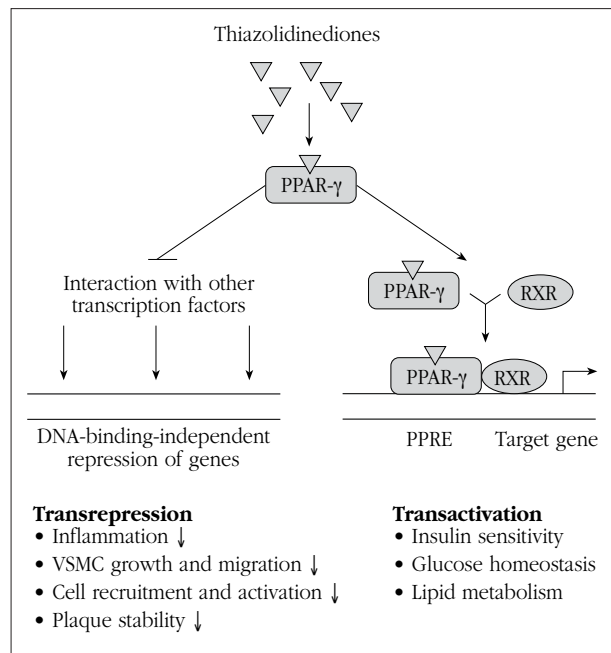 Thiazolidinediones
PPAR-γ
Interaction with other
transcription factors
PPAR-γ
RXR
PPAR-γ
RXR
DNA-binding-independent
repression of genes
PPRE
Target gene
Transrepression
• Inflammation ↓
• VSMC growth and migration ↓
• Cell recruitment and activation ↓
• Plaque stability ↓
Transactivation
• Insulin sensitivity
• Glucose homeostasis
• Lipid metabolism